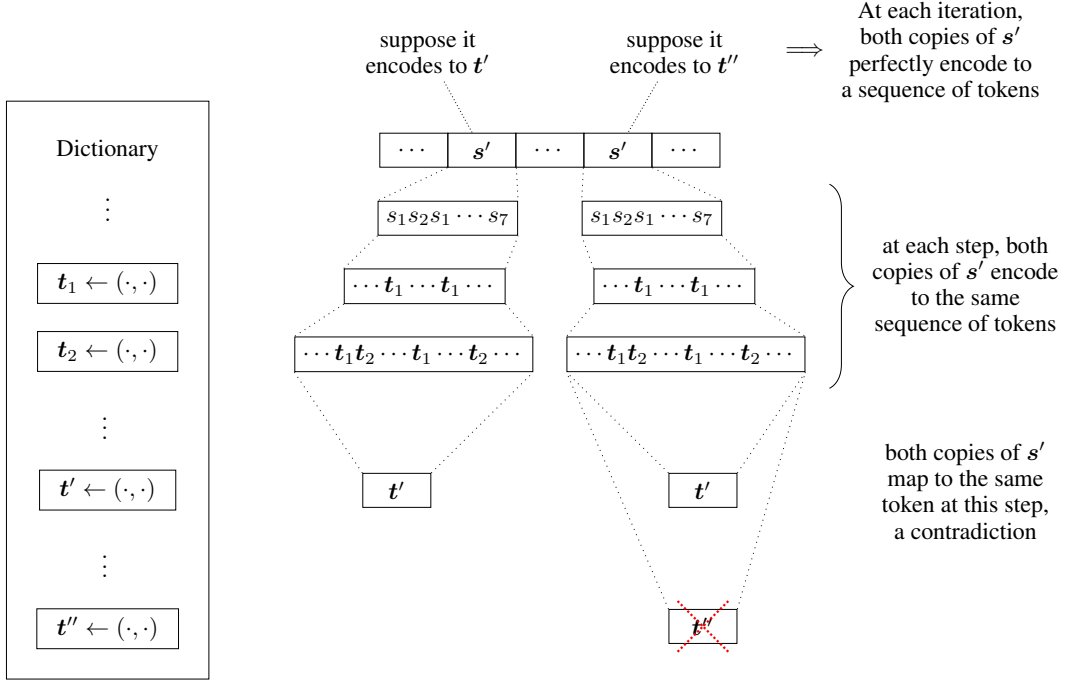 At each iteration,
both copies of s′
perfectly encode to
a sequence of tokens
⟹
suppose it
encodes to t′
suppose it
encodes to t′′
Dictionary
⋮
t₁ ← (·, ·)
t₂ ← (·, ·)
⋮
t′ ← (·, ·)
⋮
t′′ ← (·, ·)
··· s′ ··· s′ ···
s₁s₂s₁ ··· s₇
s₁s₂s₁ ··· s₇
··· t₁ ··· t₁ ···
··· t₁ ··· t₁ ···
··· t₁t₂ ··· t₁ ··· t₂ ···
··· t₁t₂ ··· t₁ ··· t₂ ···
t′
t′
t′′
at each step, both
copies of s′ encode
to the same
sequence of tokens
both copies of s′
map to the same
token at this step,
a contradiction